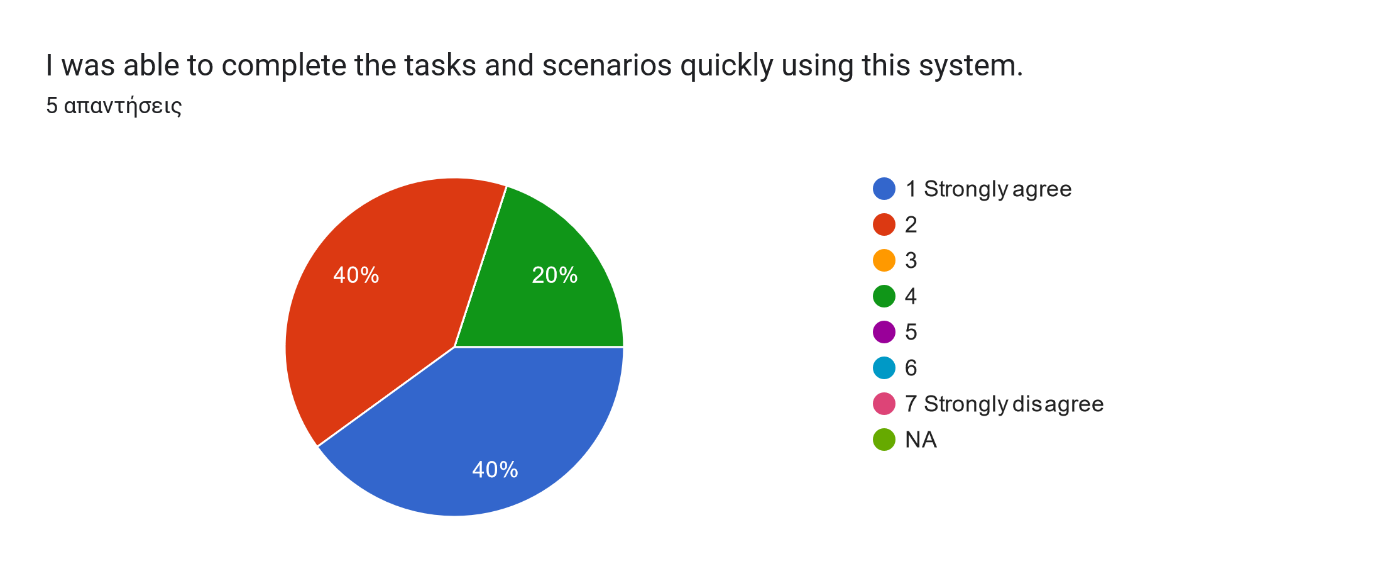 I was able to complete the tasks and scenarios quickly using this system.
5 απαντήσεις
40%
20%
40%
1 Strongly agree
2
3
4
5
6
7 Strongly disagree
NA